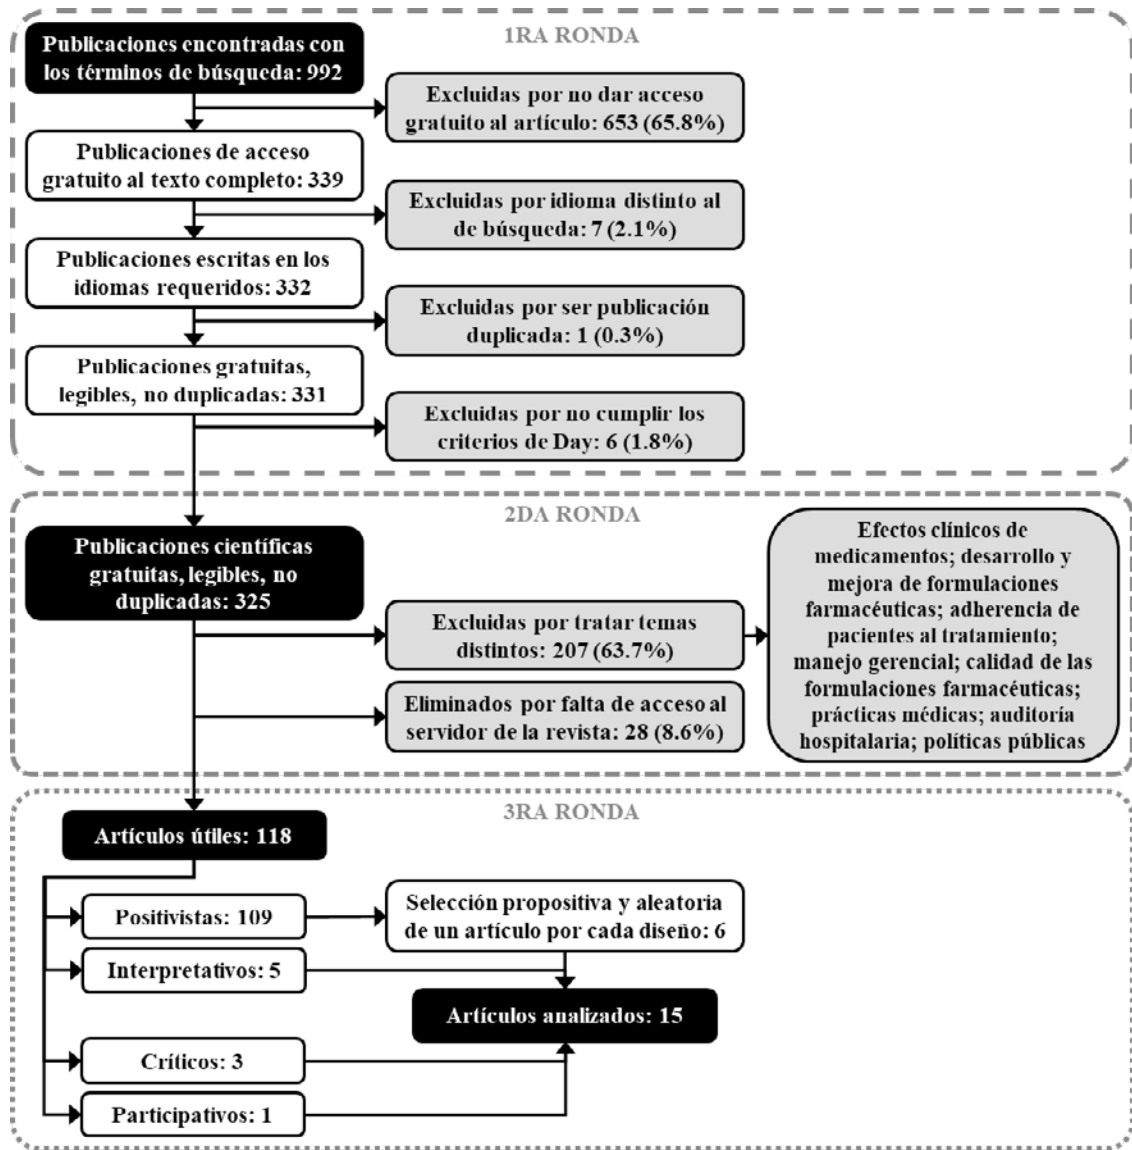 1RA RONDA
Publicaciones encontradas con
los términos de búsqueda: 992
Excluidas por no dar acceso
gratuito al artículo: 653 (65.8%)
Publicaciones de acceso
gratuito al texto completo: 339
Excluidas por idioma distinto al
de búsqueda: 7 (2.1%)
Publicaciones escritas en los
idiomas requeridos: 332
Excluidas por ser publicación
duplicada: 1 (0.3%)
Publicaciones gratuitas,
legibles, no duplicadas: 331
Excluidas por no cumplir los
criterios de Day: 6 (1.8%)
2DA RONDA
Publicaciones científicas
gratuitas, legibles, no
duplicadas: 325
Excluidas por tratar temas
distintos: 207 (63.7%)
Efectos clínicos de
medicamentos; desarrollo y
mejora de formulaciones
farmacéuticas; adherencia de
pacientes al tratamiento;
manejo gerencial; calidad de las
formulaciones farmacéuticas;
prácticas médicas; auditoría
hospitalaria; políticas públicas
Eliminados por falta de acceso al
servidor de la revista: 28 (8.6%)
3RA RONDA
Artículos útiles: 118
Positivistas: 109
Selección propositiva y aleatoria
de un artículo por cada diseño: 6
Interpretativos: 5
Artículos analizados: 15
Críticos: 3
Participativos: 1